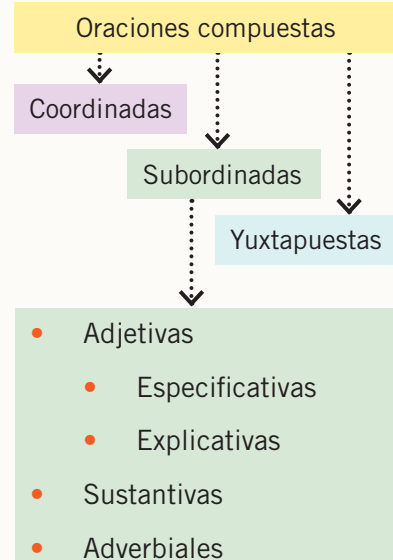 Oraciones compuestas
Coordinadas
Subordinadas
Yuxtapuestas
• Adjetivas
• Especificativas
• Explicativas
• Sustantivas
• Adverbiales